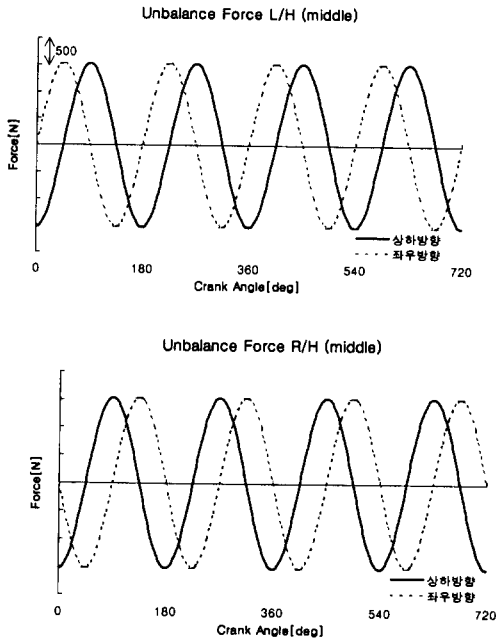 Unbalance Force L/H (middle)
500
Force[N]
상하방향
좌우방향
0 180 360 540 720
Crank Angle[deg]
Unbalance Force R/H (middle)
Force[N]
상하방향
좌우방향
0 180 360 540 720
Crank Angle[deg]